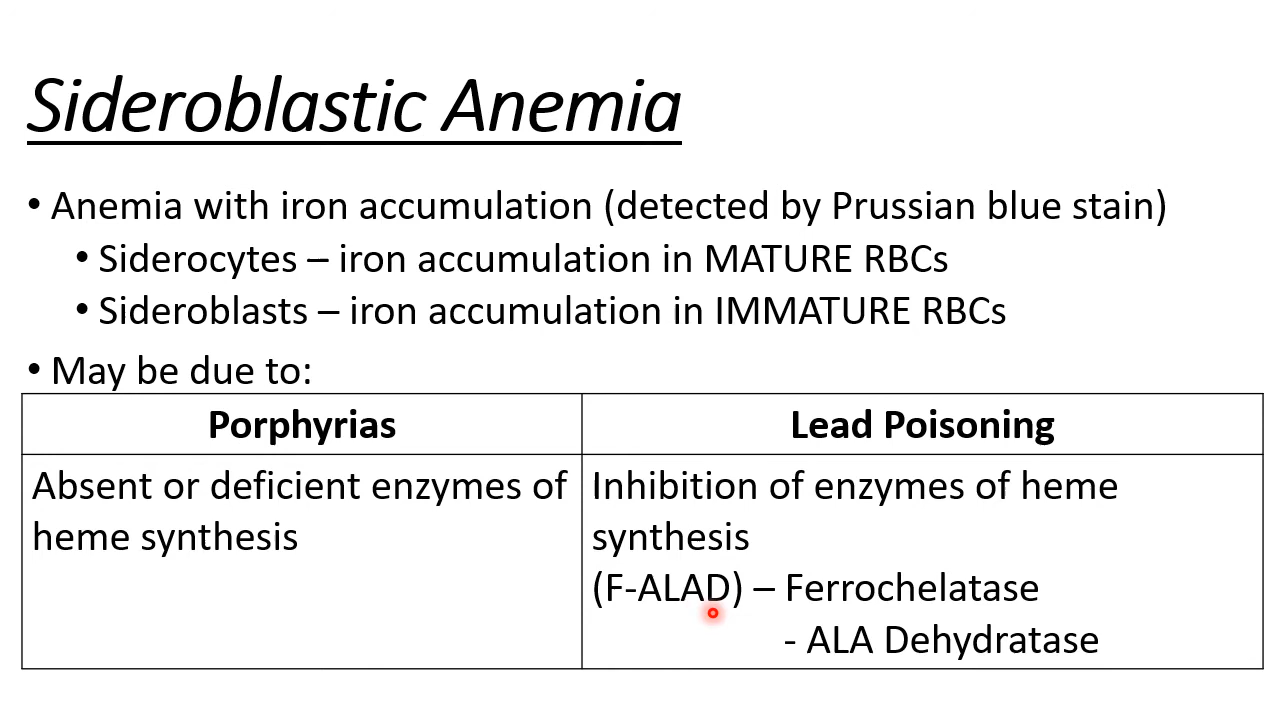 Sideroblastic Anemia
• Anemia with iron accumulation (detected by Prussian blue stain)
• Siderocytes – iron accumulation in MATURE RBCs
• Sideroblasts – iron accumulation in IMMATURE RBCs
• May be due to:
Porphyrias
Absent or deficient enzymes of
heme synthesis
Lead Poisoning
Inhibition of enzymes of heme
synthesis
(F-ALAD) – Ferrochelatase
- ALA Dehydratase